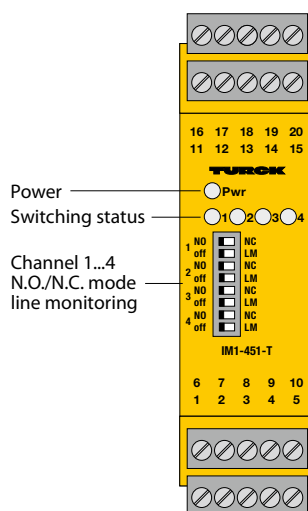 16 17 18 19 20
11 12 13 14 15
TURCK
Power
Pwr
Switching status
1 2 3 4
Channel 1...4
N.O./N.C. mode
line monitoring
1 NO NC
off LM
2 NO NC
off LM
3 NO NC
off LM
4 NO NC
off LM
IM1-451-T
6 7 8 9 10
1 2 3 4 5